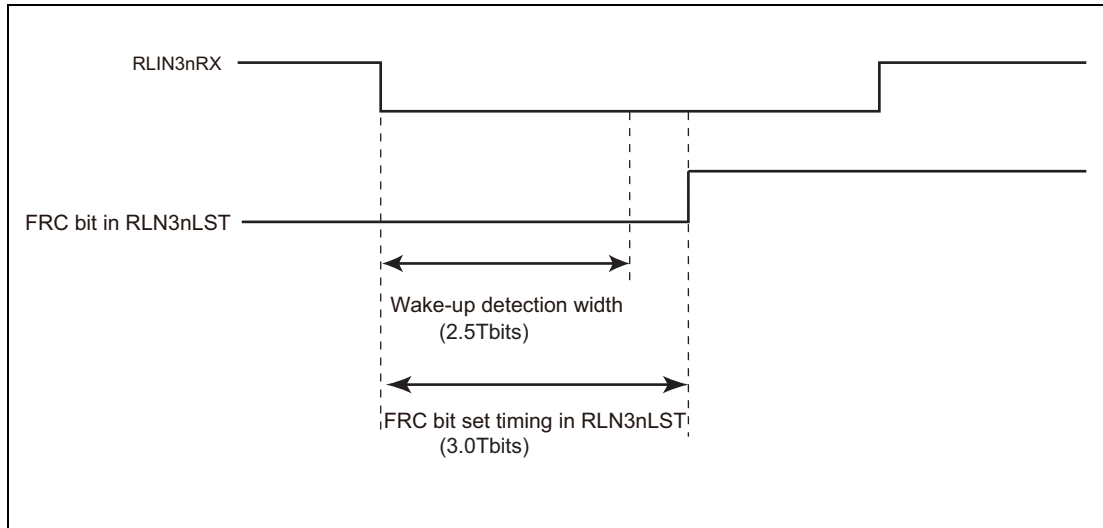 RLIN3nRX
FRC bit in RLN3nLST
Wake-up detection width
(2.5Tbits)
FRC bit set timing in RLN3nLST
(3.0Tbits)